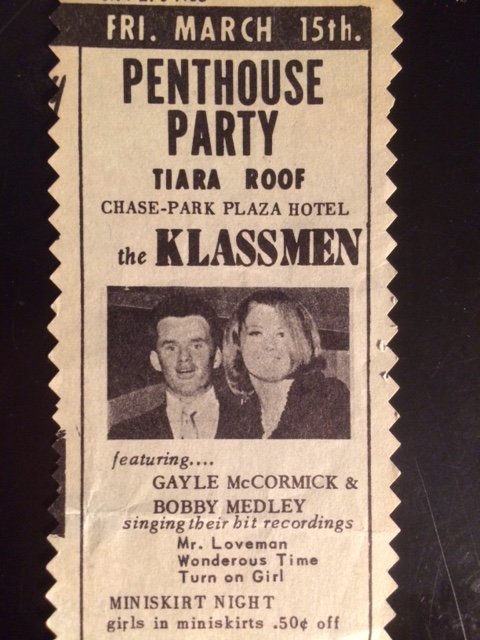 FRI. MARCH 15th.
PENTHOUSE
PARTY
TIARA ROOF
CHASE-PARK PLAZA HOTEL
the KLASSMEN
featuring....
GAYLE McCORMICK &
BOBBY MEDLEY
singing their hit recordings
Mr. Loveman
Wonderous Time
Turn on Girl
MINISKIRT NIGHT
girls in miniskirts .50¢ off